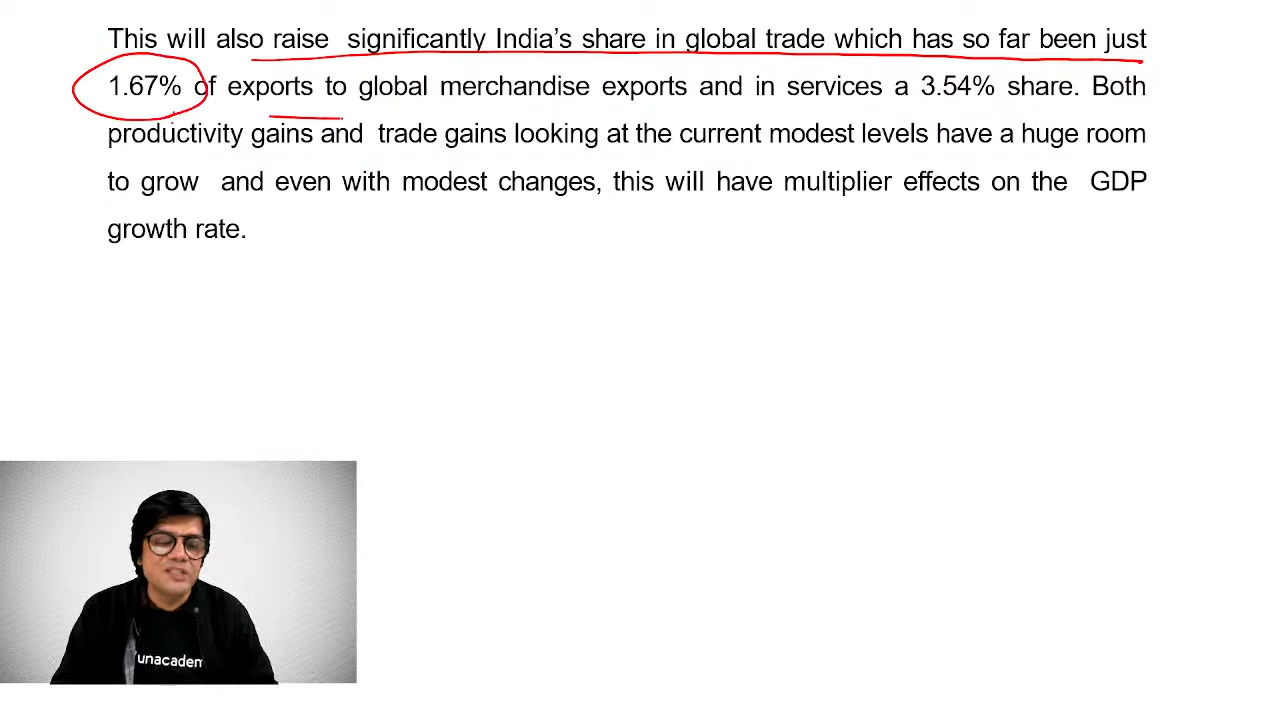 This will also raise significantly India's share in global trade which has so far been just
1.67% of exports to global merchandise exports and in services a 3.54% share. Both
productivity gains and trade gains looking at the current modest levels have a huge room
to grow and even with modest changes, this will have multiplier effects on the GDP
growth rate.
unacadem